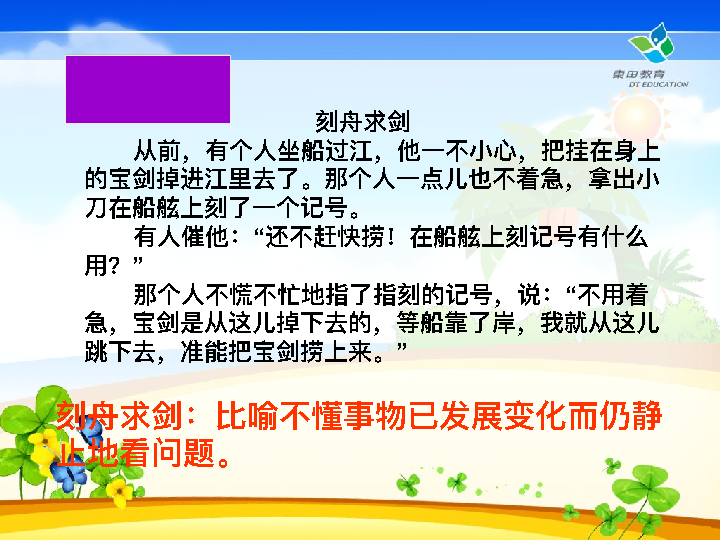 東田教育
DT EDUCATION
刻舟求剑
从前，有个人坐船过江，他一不小心，把挂在身上
的宝剑掉进江里去了。那个人一点儿也不着急，拿出小
刀在船舷上刻了一个记号。
有人催他：“还不赶快捞！在船舷上刻记号有什么
用？”
那个人不慌不忙地指了指刻的记号，说：“不用着
急，宝剑是从这儿掉下去的，等船靠了岸，我就从这儿
跳下去，准能把宝剑捞上来。”
刻舟求剑：比喻不懂事物已发展变化而仍静
止地看问题。